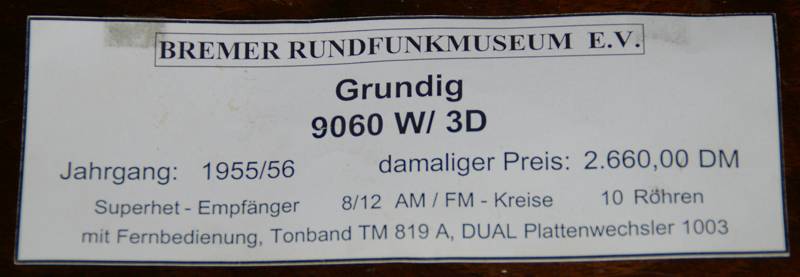 BREMER RUNDFUNKMUSEUM E.V.
Grundig
9060 W/ 3D
Jahrgang: 1955/56 damaliger Preis: 2.660,00 DM
Superhet - Empfänger 8/12 AM / FM - Kreise 10 Röhren
mit Fernbedienung, Tonband TM 819 A, DUAL Plattenwechsler 1003